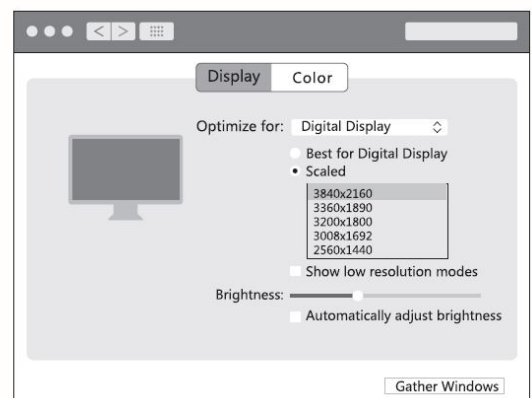 Display Color
Optimize for: Digital Display
Best for Digital Display
Scaled
3840x2160
3360x1890
3200x1800
3008x1692
2560x1440
Show low resolution modes
Brightness:
Automatically adjust brightness
Gather Windows